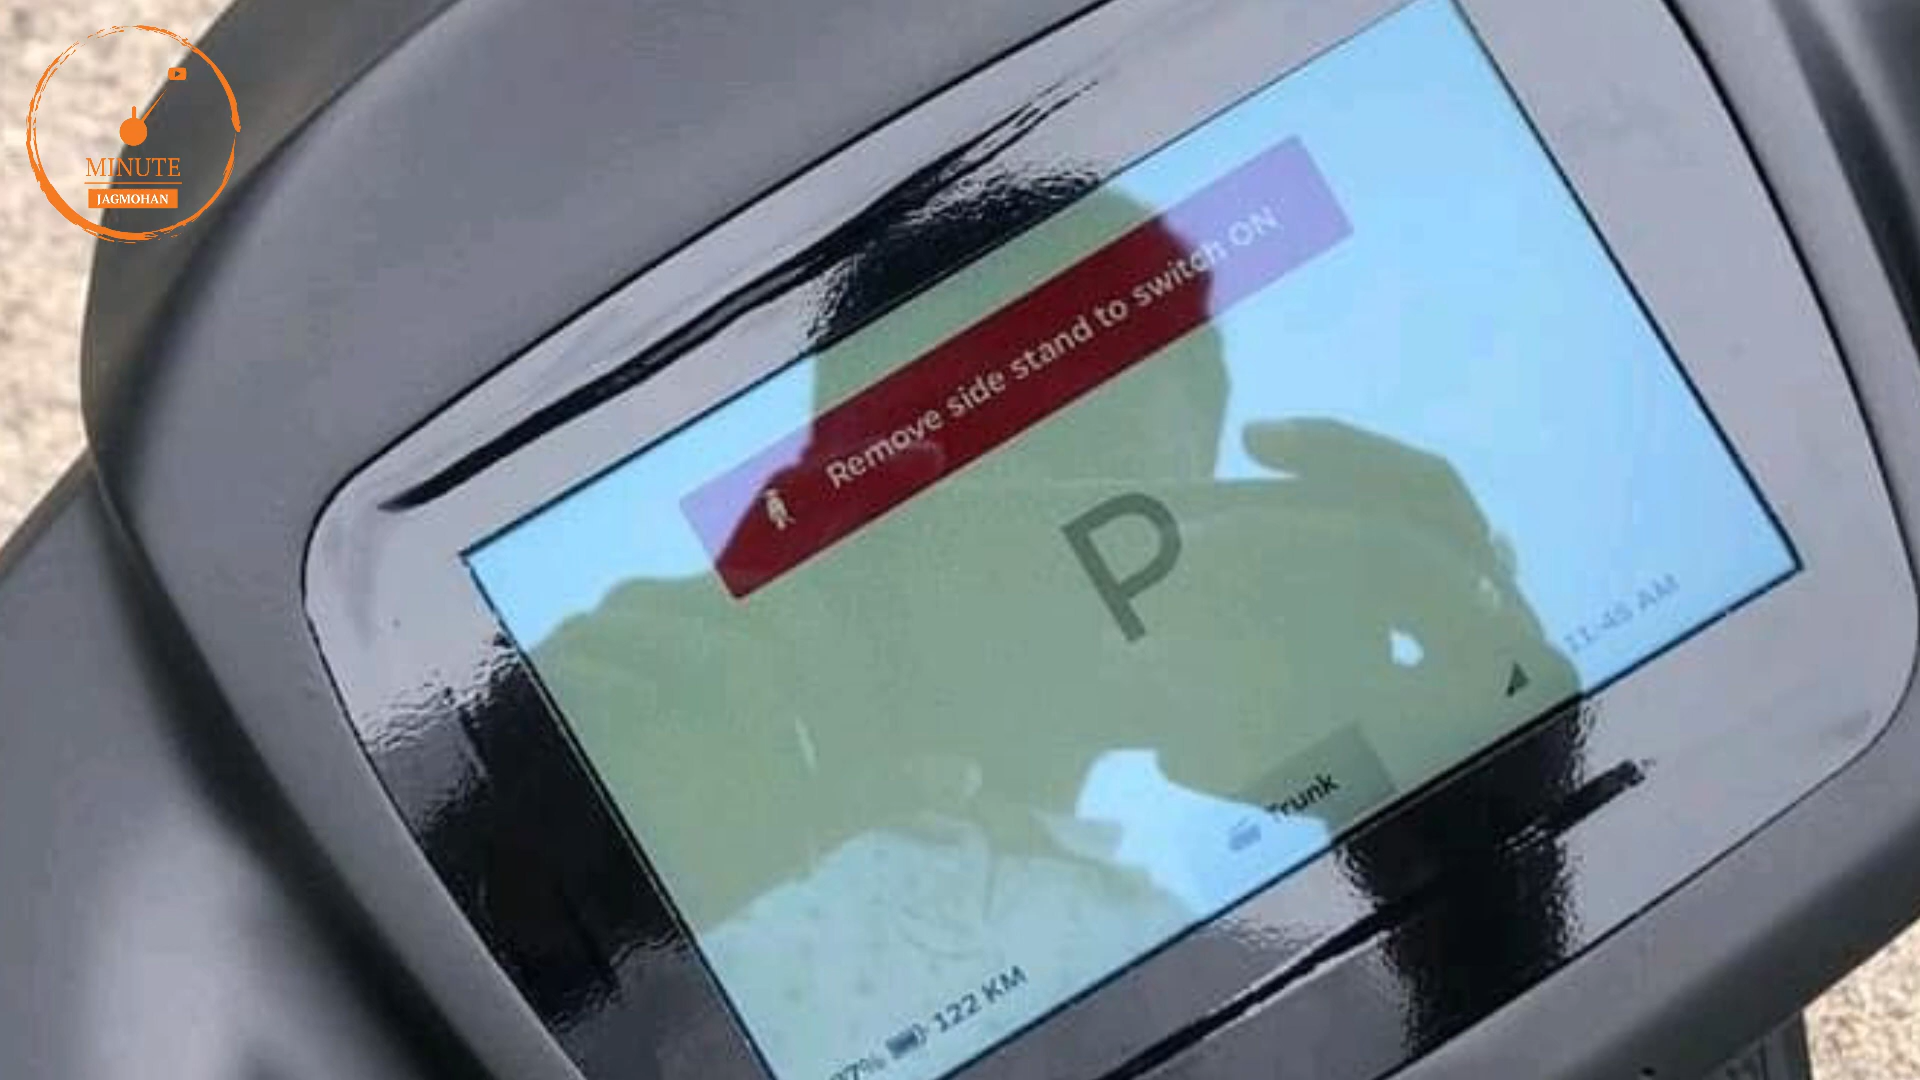 MINUTE
JAGMOHAN
Remove side stand to switch ON
P
11:45 AM
Trunk
122 KM